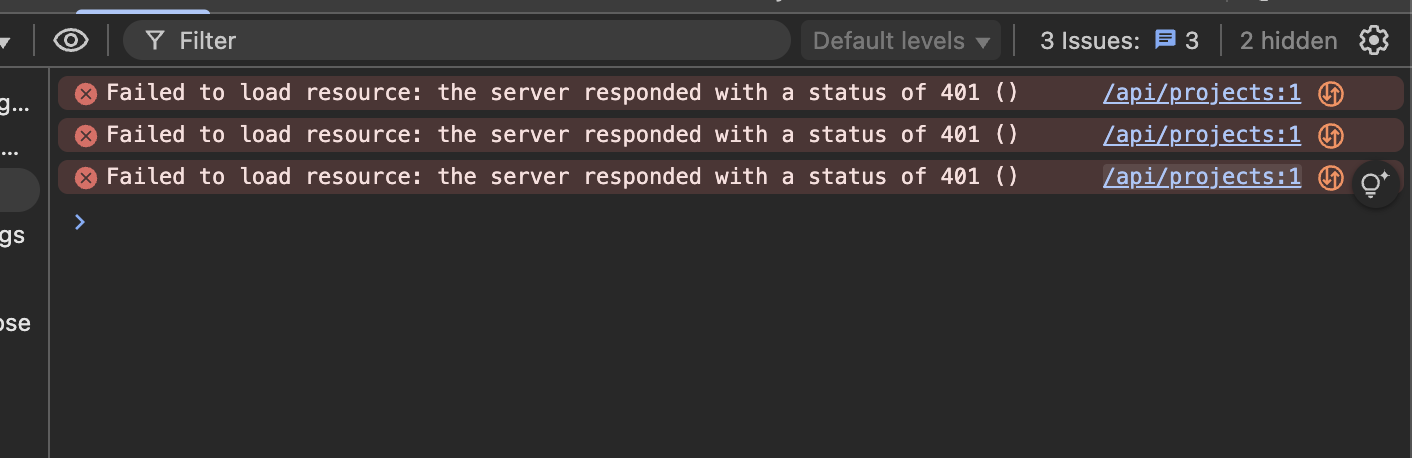 Filter
Default levels
3 Issues: 3
2 hidden
g...
Failed to load resource: the server responded with a status of 401 () /api/projects:1
...
Failed to load resource: the server responded with a status of 401 () /api/projects:1
Failed to load resource: the server responded with a status of 401 () /api/projects:1
gs
ose